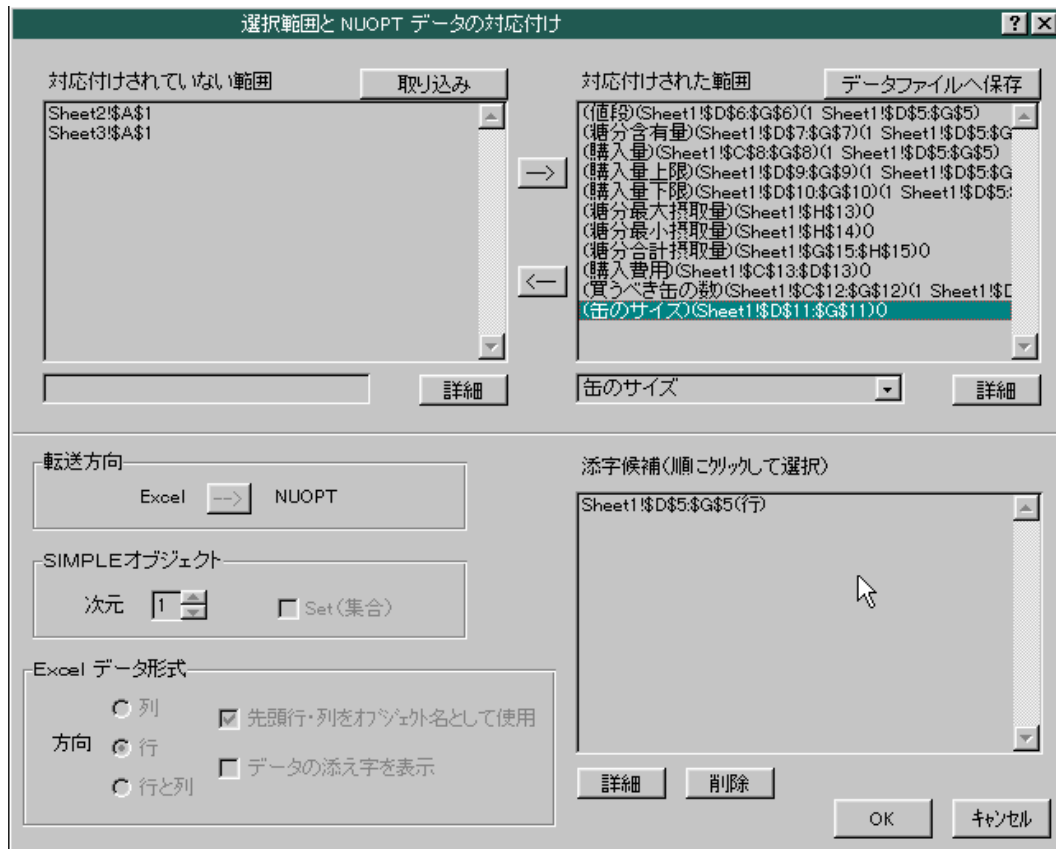 選択範囲と NUOPT データの対応付け
対応付けされていない範囲
取り込み
対応付けされた範囲
データファイルへ保存
Sheet2!$A$1
Sheet3!$A$1
(値段)(Sheet1!$D$6:$G$6)(1 Sheet1!$D$5:$G$5)
(糖分含有量)(Sheet1!$D$7:$G$7)(1 Sheet1!$D$5:$G
(購入量)(Sheet1!$C$8:$G$8)(1 Sheet1!$D$5:$G$5)
(購入量上限)(Sheet1!$D$9:$G$9)(1 Sheet1!$D$5:$G
(購入量下限)(Sheet1!$D$10:$G$10)(1 Sheet1!$D$5:
(糖分最大摂取量)(Sheet1!$H$13)()
(糖分最小摂取量)(Sheet1!$H$14)()
(糖分合計摂取量)(Sheet1!$G$15:$H$15)()
(購入費用)(Sheet1!$C$13:$D$13)()
(買うべき缶の数)(Sheet1!$C$12:$G$12)(1 Sheet1!$D
(缶のサイズ)(Sheet1!$D$11:$G$11)()
-->
<--
詳細
缶のサイズ
詳細
転送方向
Excel --> NUOPT
SIMPLEオブジェクト
次元 1 Set(集合)
Excel データ形式
方向
列
行
行と列
先頭行・列をオブジェクト名として使用
データの添え字を表示
添字候補(順にクリックして選択)
Sheet1!$D$5:$G$5(行)
詳細
削除
OK
キャンセル